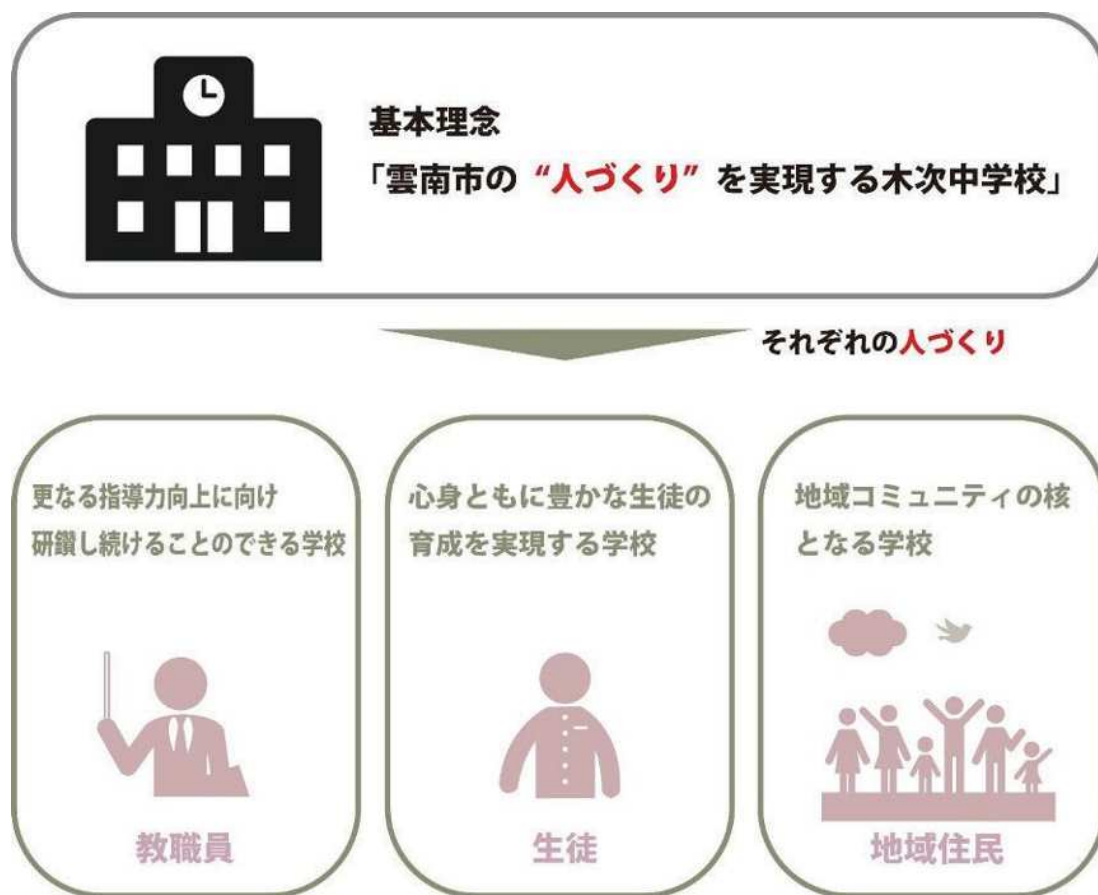 基本理念
「雲南市の “人づくり” を実現する木次中学校」
それぞれの人づくり
更なる指導力向上に向け
研鑽し続けることのできる学校
教職員
心身ともに豊かな生徒の
育成を実現する学校
生徒
地域コミュニティの核
となる学校
地域住民